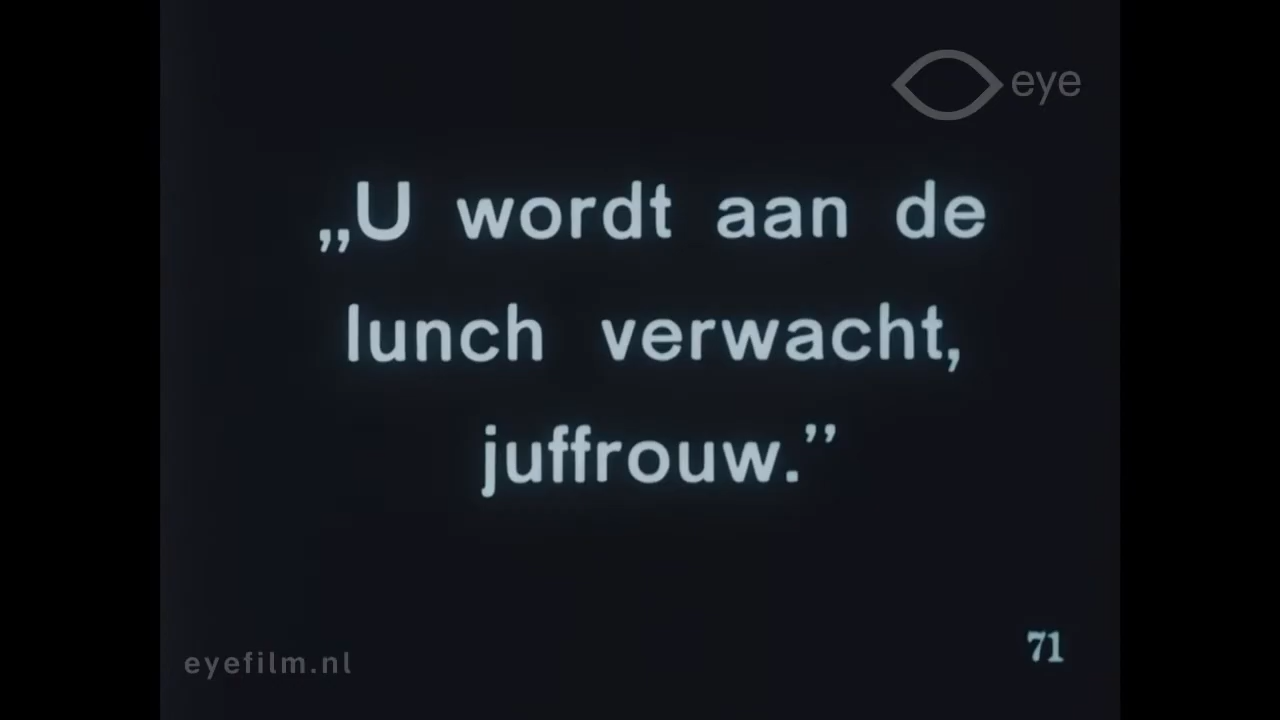 eye
„U wordt aan de
lunch verwacht,
juffrouw.”
71
eyefilm.nl